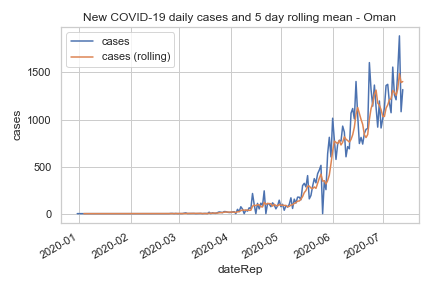 New COVID-19 daily cases and 5 day rolling mean - Oman
cases
cases (rolling)
1500
1000
500
0
cases
2020-01
2020-02
2020-03
2020-04
2020-05
2020-06
2020-07
dateRep